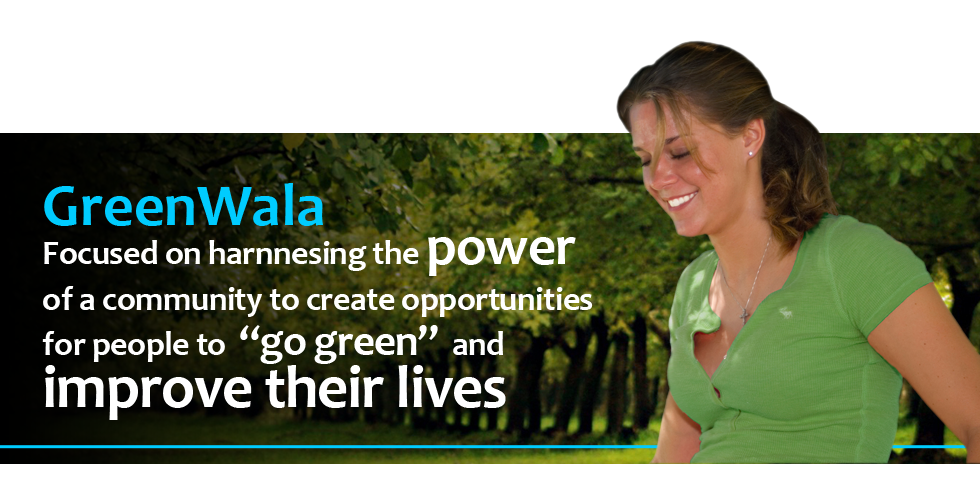 GreenWala
Focused on harnnesing the power
of a community to create opportunities
for people to “go green” and
improve their lives